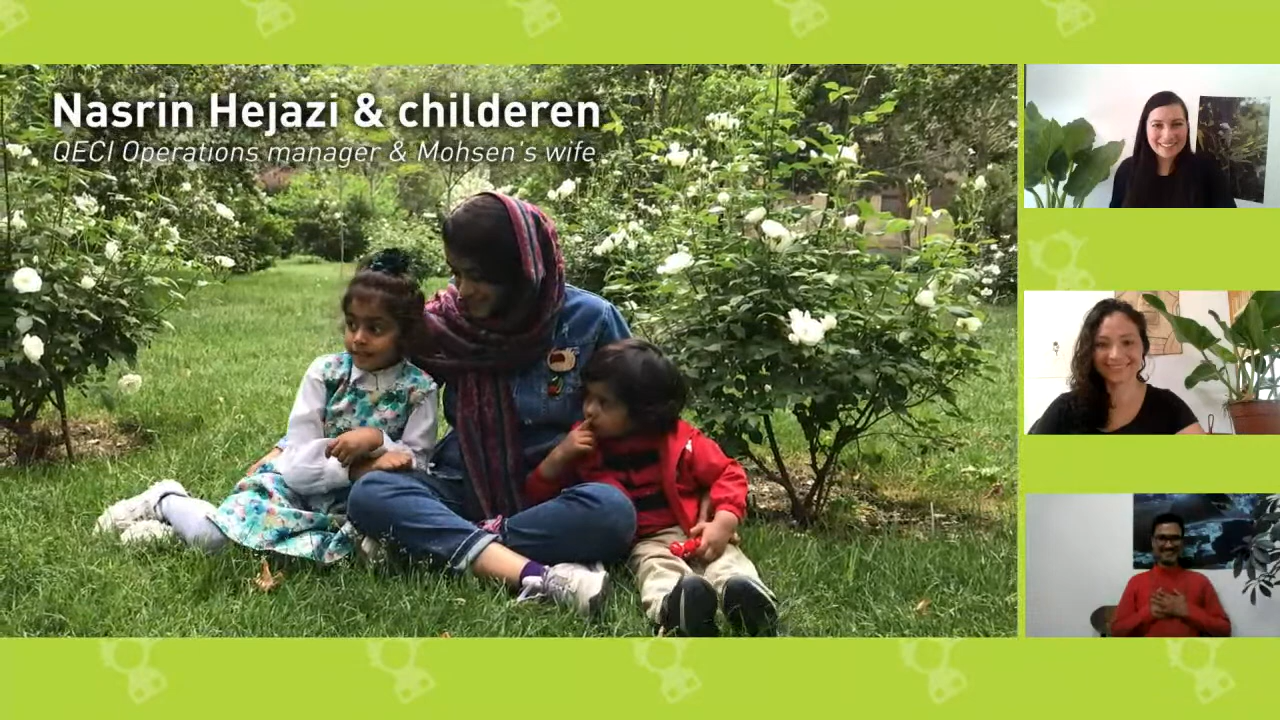 Nasrin Hejazi & childeren
QECI Operations manager & Mohsen's wife